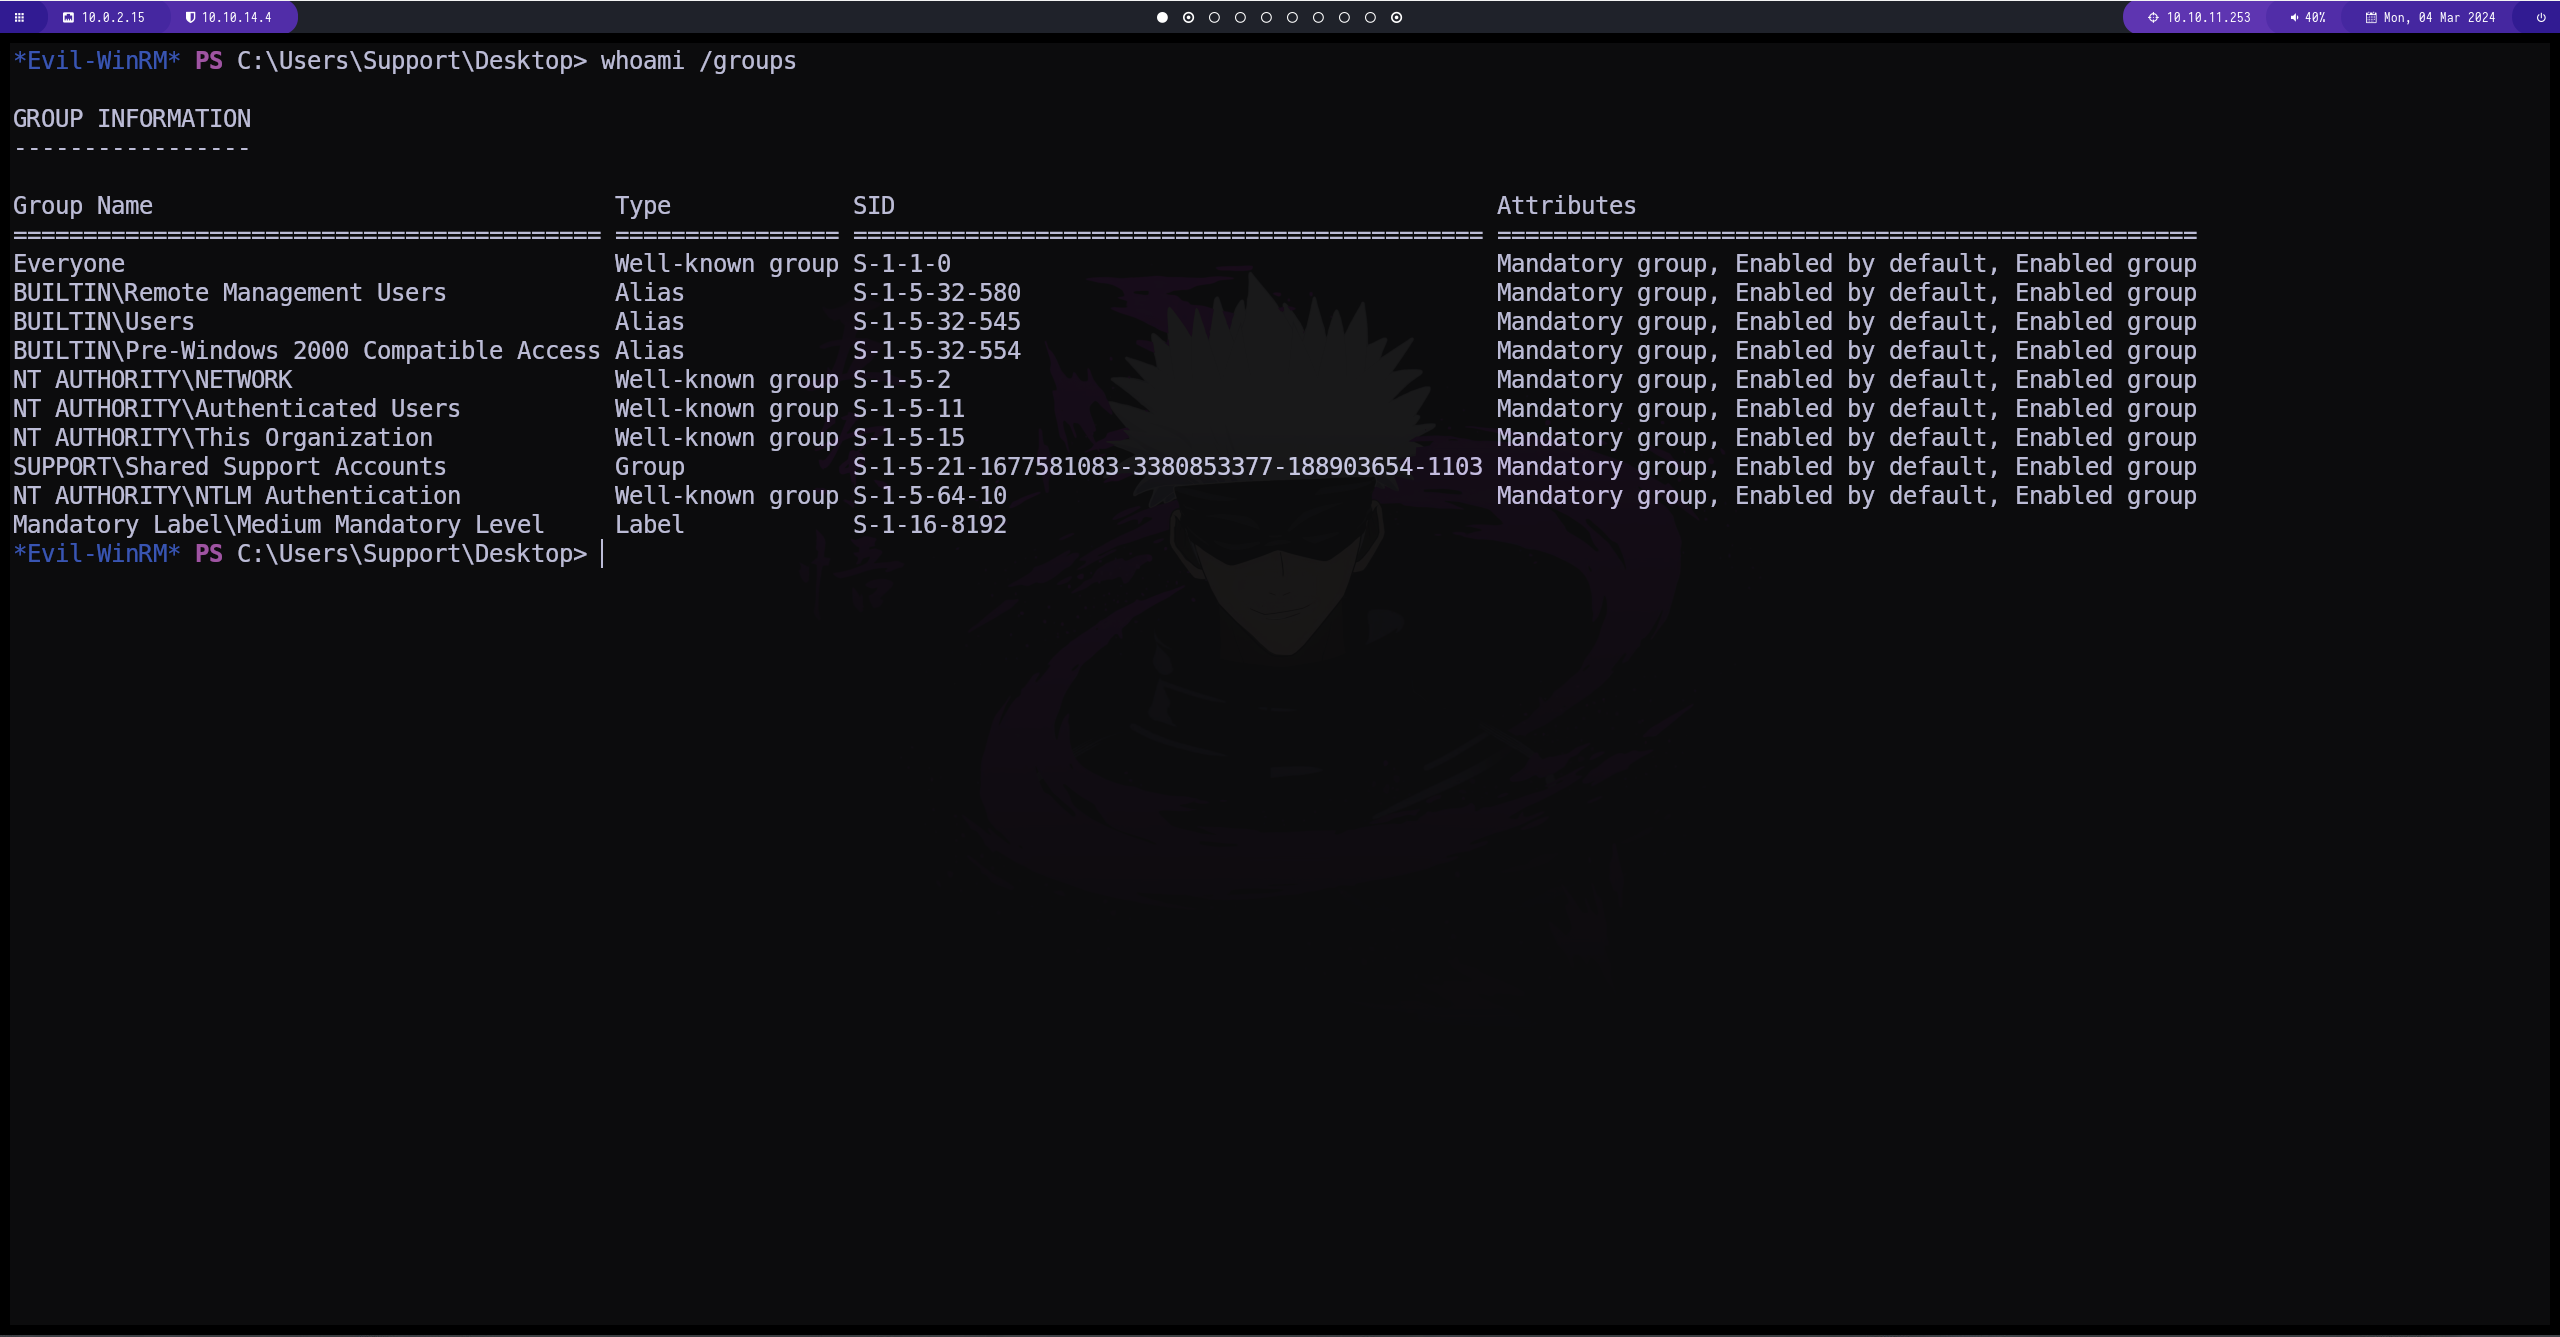 10.0.2.15 10.10.14.4 10.10.11.253 40% Mon, 04 Mar 2024
*Evil-WinRM* PS C:\Users\Support\Desktop> whoami /groups
GROUP INFORMATION
-----------------
Group Name                                 Type             SID                                           Attributes
========================================== ================ ============================================= ==================================================
Everyone                                   Well-known group S-1-1-0                                       Mandatory group, Enabled by default, Enabled group
BUILTIN\Remote Management Users            Alias            S-1-5-32-580                                  Mandatory group, Enabled by default, Enabled group
BUILTIN\Users                              Alias            S-1-5-32-545                                  Mandatory group, Enabled by default, Enabled group
BUILTIN\Pre-Windows 2000 Compatible Access Alias            S-1-5-32-554                                  Mandatory group, Enabled by default, Enabled group
NT AUTHORITY\NETWORK                       Well-known group S-1-5-2                                       Mandatory group, Enabled by default, Enabled group
NT AUTHORITY\Authenticated Users           Well-known group S-1-5-11                                      Mandatory group, Enabled by default, Enabled group
NT AUTHORITY\This Organization             Well-known group S-1-5-15                                      Mandatory group, Enabled by default, Enabled group
SUPPORT\Shared Support Accounts            Group            S-1-5-21-1677581083-3380853377-188903654-1103 Mandatory group, Enabled by default, Enabled group
NT AUTHORITY\NTLM Authentication           Well-known group S-1-5-64-10                                   Mandatory group, Enabled by default, Enabled group
Mandatory Label\Medium Mandatory Level     Label            S-1-16-8192
*Evil-WinRM* PS C:\Users\Support\Desktop>